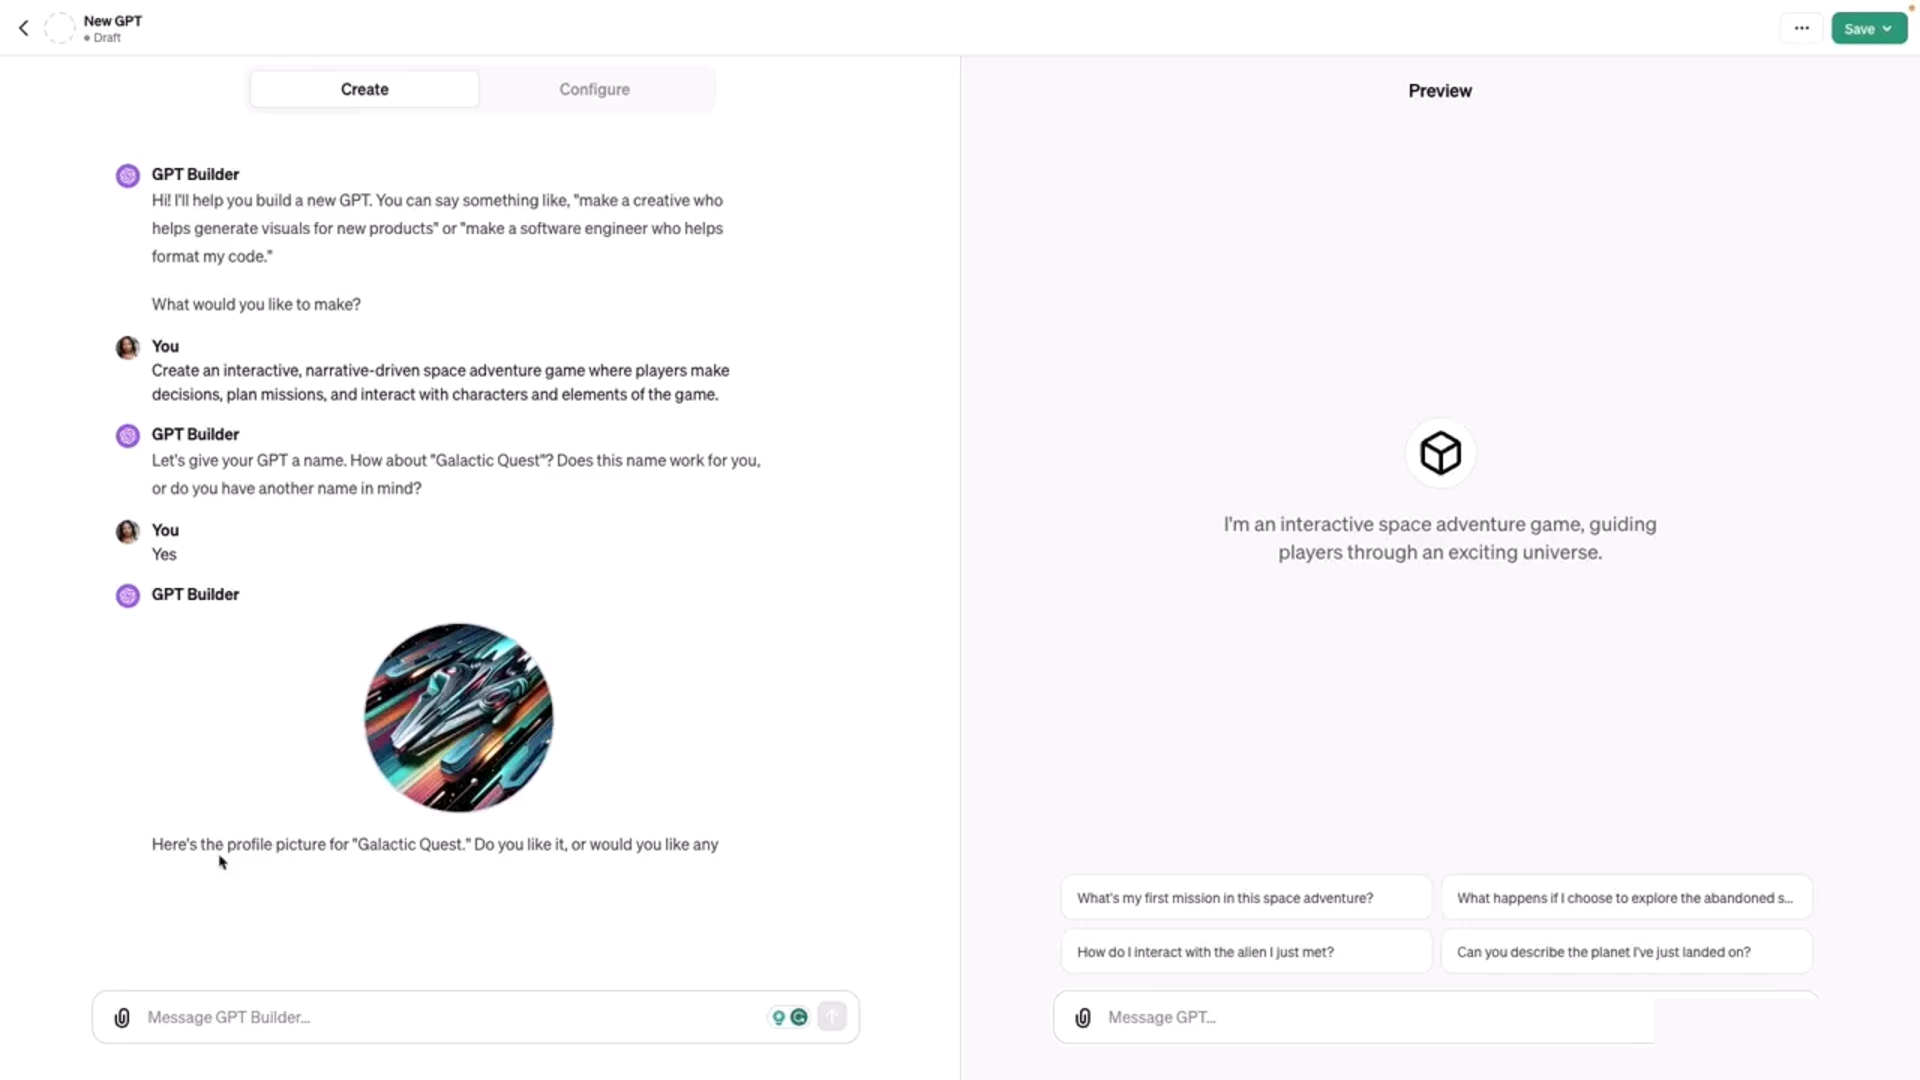 New GPT
Draft
Save
Create
Configure
Preview
GPT Builder
Hi! I'll help you build a new GPT. You can say something like, "make a creative who
helps generate visuals for new products" or "make a software engineer who helps
format my code."
What would you like to make?
You
Create an interactive, narrative-driven space adventure game where players make
decisions, plan missions, and interact with characters and elements of the game.
GPT Builder
Let's give your GPT a name. How about "Galactic Quest"? Does this name work for you,
or do you have another name in mind?
You
Yes
GPT Builder
Here's the profile picture for "Galactic Quest." Do you like it, or would you like any
Message GPT Builder...
I'm an interactive space adventure game, guiding
players through an exciting universe.
What's my first mission in this space adventure?
What happens if I choose to explore the abandoned s...
How do I interact with the alien I just met?
Can you describe the planet I've just landed on?
Message GPT...